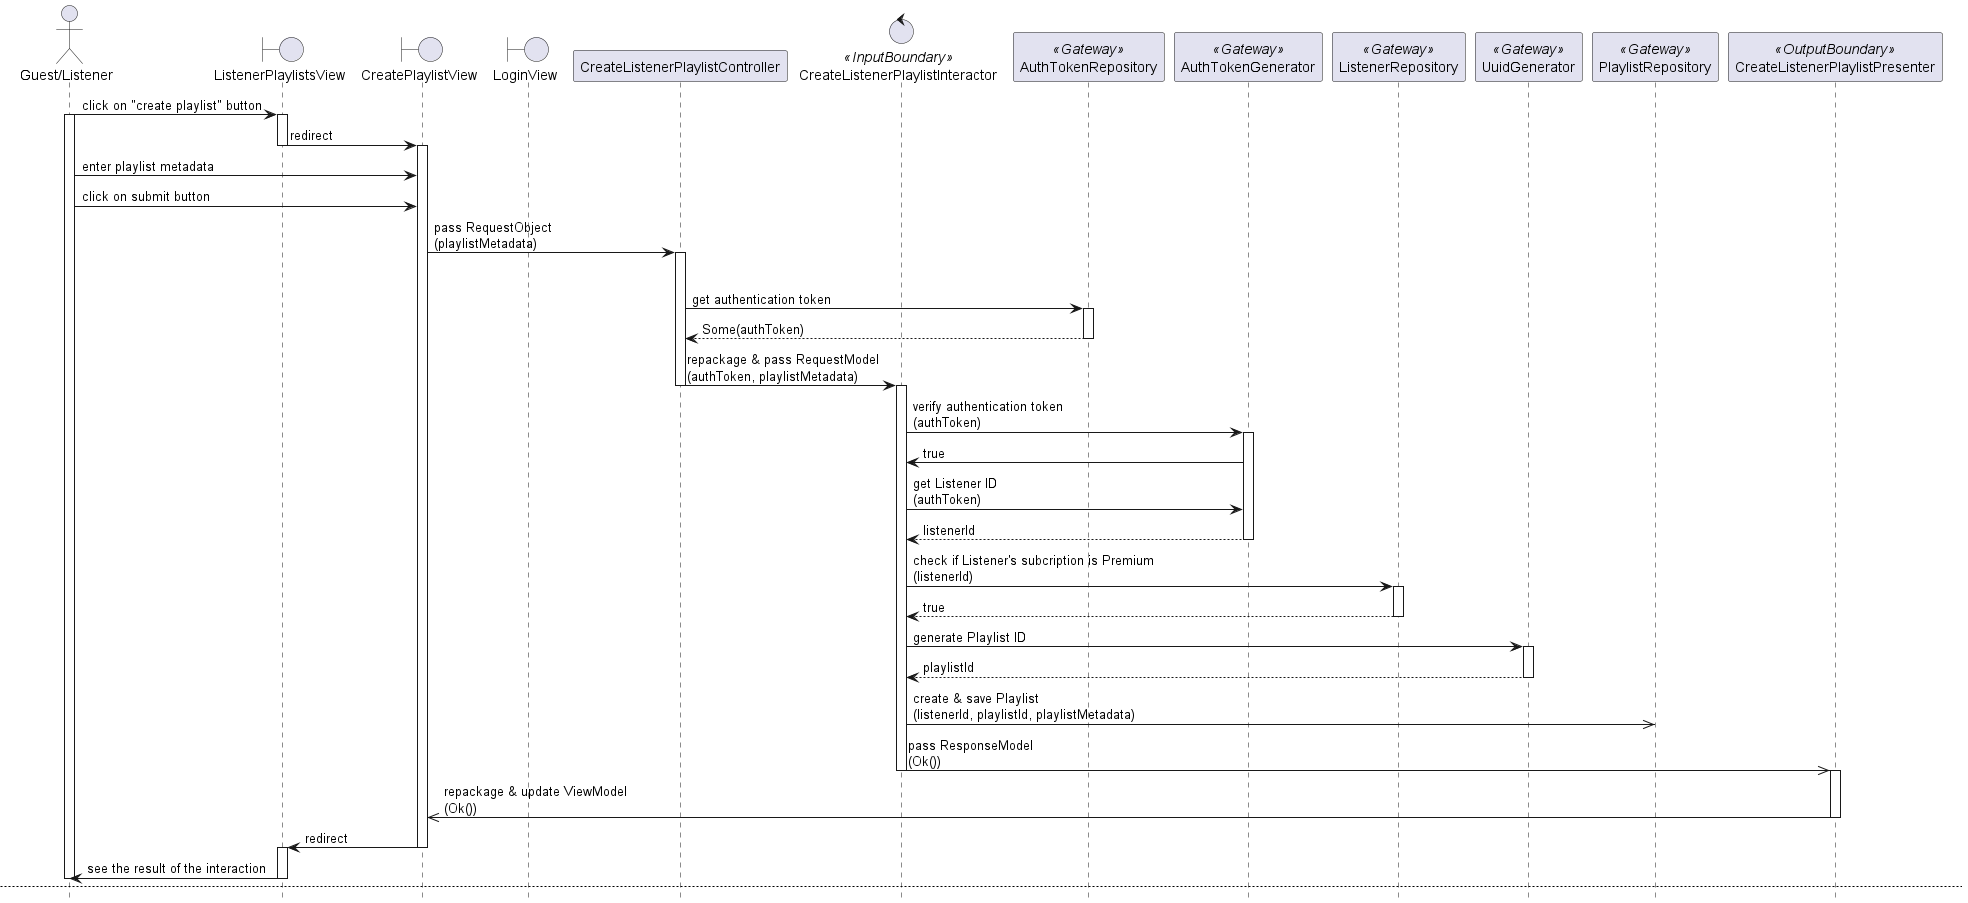 Guest/Listener
ListenerPlaylistsView
CreatePlaylistView
LoginView
CreateListenerPlaylistController
«InputBoundary»
CreateListenerPlaylistInteractor
«Gateway»
AuthTokenRepository
«Gateway»
AuthTokenGenerator
«Gateway»
ListenerRepository
«Gateway»
UuidGenerator
«Gateway»
PlaylistRepository
«OutputBoundary»
CreateListenerPlaylistPresenter
click on "create playlist" button
redirect
enter playlist metadata
click on submit button
pass RequestObject
(playlistMetadata)
get authentication token
Some(authToken)
repackage & pass RequestModel
(authToken, playlistMetadata)
verify authentication token
(authToken)
true
get Listener ID
(authToken)
listenerId
check if Listener's subcription is Premium
(listenerId)
true
generate Playlist ID
playlistId
create & save Playlist
(listenerId, playlistId, playlistMetadata)
pass ResponseModel
(Ok())
repackage & update ViewModel
(Ok())
redirect
see the result of the interaction